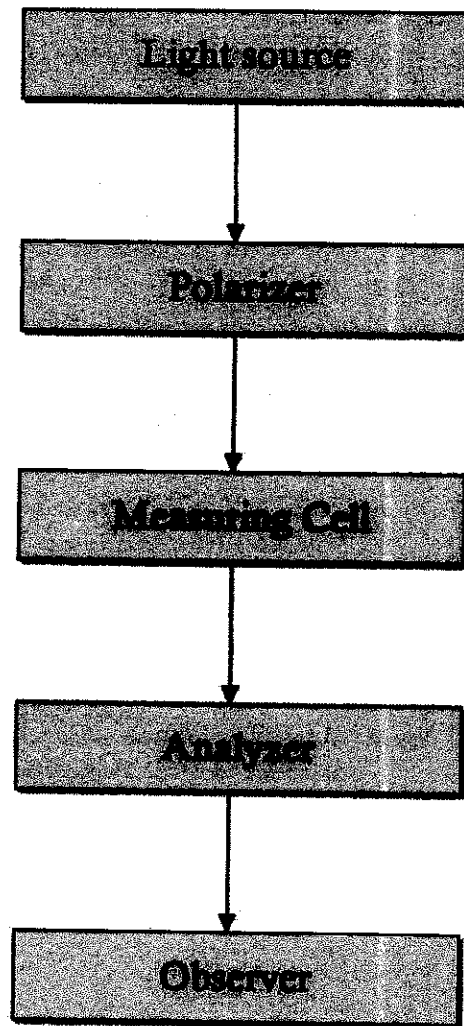 Light source
Polarizer
Measuring Cell
Analyzer
Observer